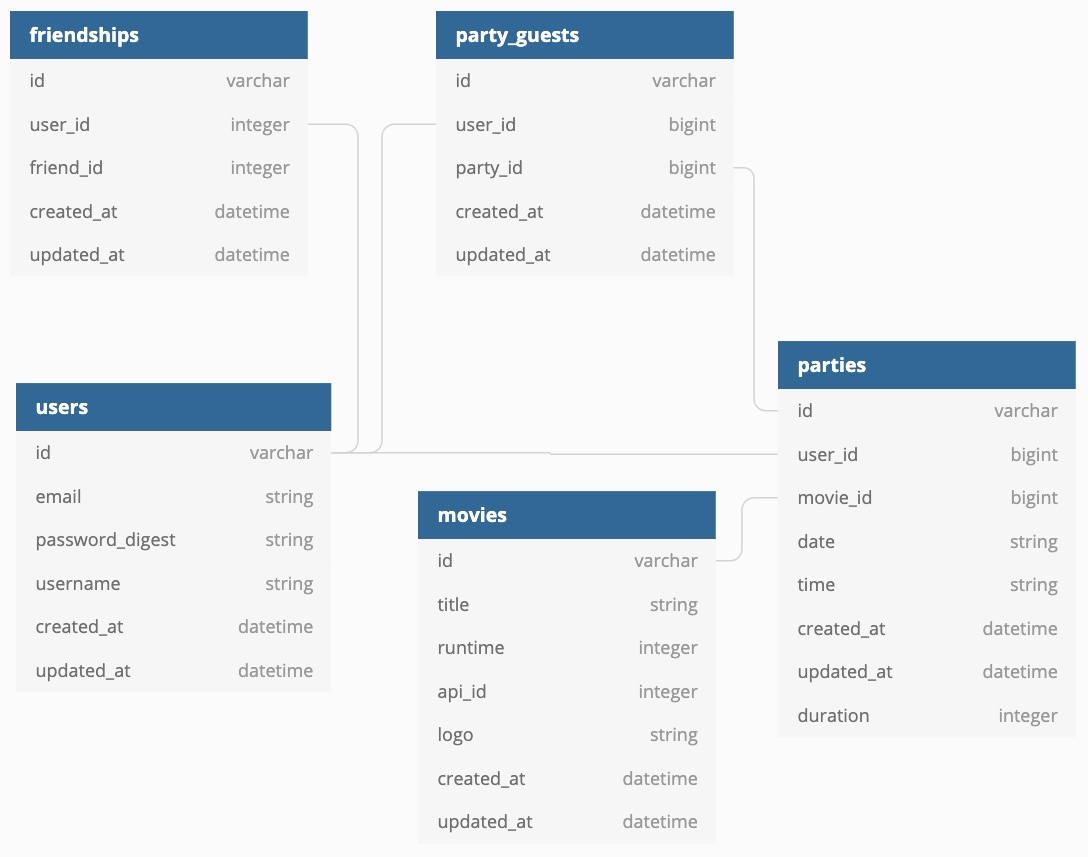 friendships
id varchar
user_id integer
friend_id integer
created_at datetime
updated_at datetime
party_guests
id varchar
user_id bigint
party_id bigint
created_at datetime
updated_at datetime
users
id varchar
email string
password_digest string
username string
created_at datetime
updated_at datetime
movies
id varchar
title string
runtime integer
api_id integer
logo string
created_at datetime
updated_at datetime
parties
id varchar
user_id bigint
movie_id bigint
date string
time string
created_at datetime
updated_at datetime
duration integer